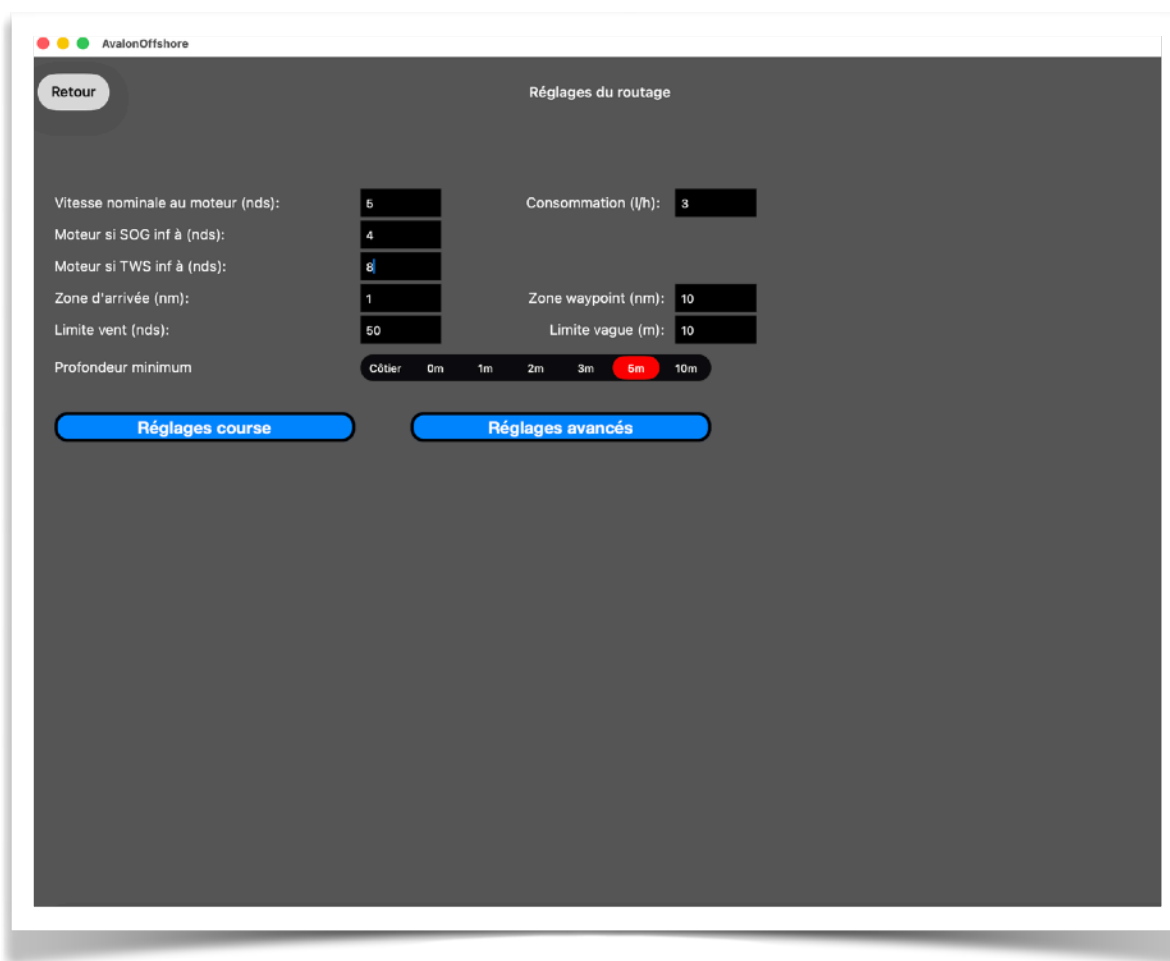 AvalonOffshore
Retour
Réglages du routage
Vitesse nominale au moteur (nds): 5 Consommation (l/h): 3
Moteur si SOG inf à (nds): 4
Moteur si TWS inf à (nds): 8
Zone d'arrivée (nm): 1 Zone waypoint (nm): 10
Limite vent (nds): 50 Limite vague (m): 10
Profondeur minimum Côtier 0m 1m 2m 3m 5m 10m
Réglages course Réglages avancés